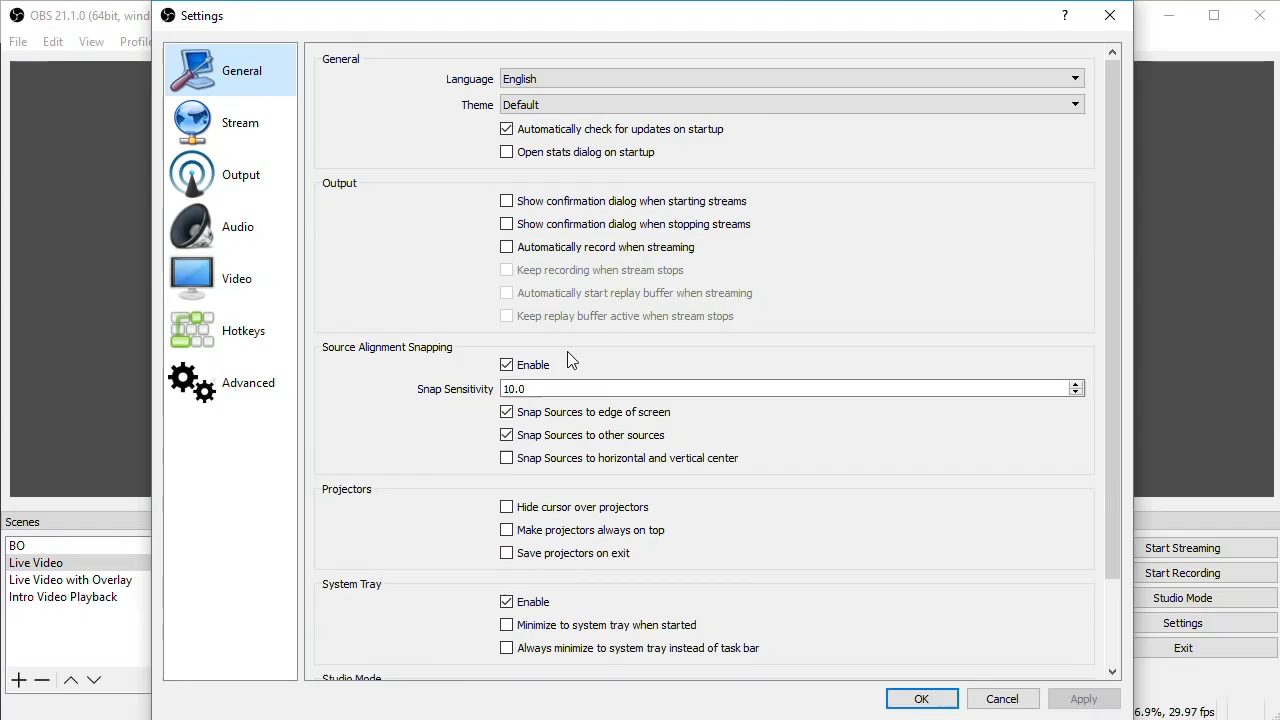 OBS 21.1.0 (64bit, wind
Settings
?
File Edit View Profile
General
Stream
Output
Audio
Video
Hotkeys
Advanced
General
Language English
Theme Default
Automatically check for updates on startup
Open stats dialog on startup
Output
Show confirmation dialog when starting streams
Show confirmation dialog when stopping streams
Automatically record when streaming
Keep recording when stream stops
Automatically start replay buffer when streaming
Keep replay buffer active when stream stops
Source Alignment Snapping
Enable
Snap Sensitivity 10.0
Snap Sources to edge of screen
Snap Sources to other sources
Snap Sources to horizontal and vertical center
Projectors
Hide cursor over projectors
Make projectors always on top
Save projectors on exit
System Tray
Enable
Minimize to system tray when started
Always minimize to system tray instead of task bar
Studio Mode
OK Cancel Apply
Scenes
BO
Live Video
Live Video with Overlay
Intro Video Playback
Start Streaming
Start Recording
Studio Mode
Settings
Exit
6.9%, 29.97 fps